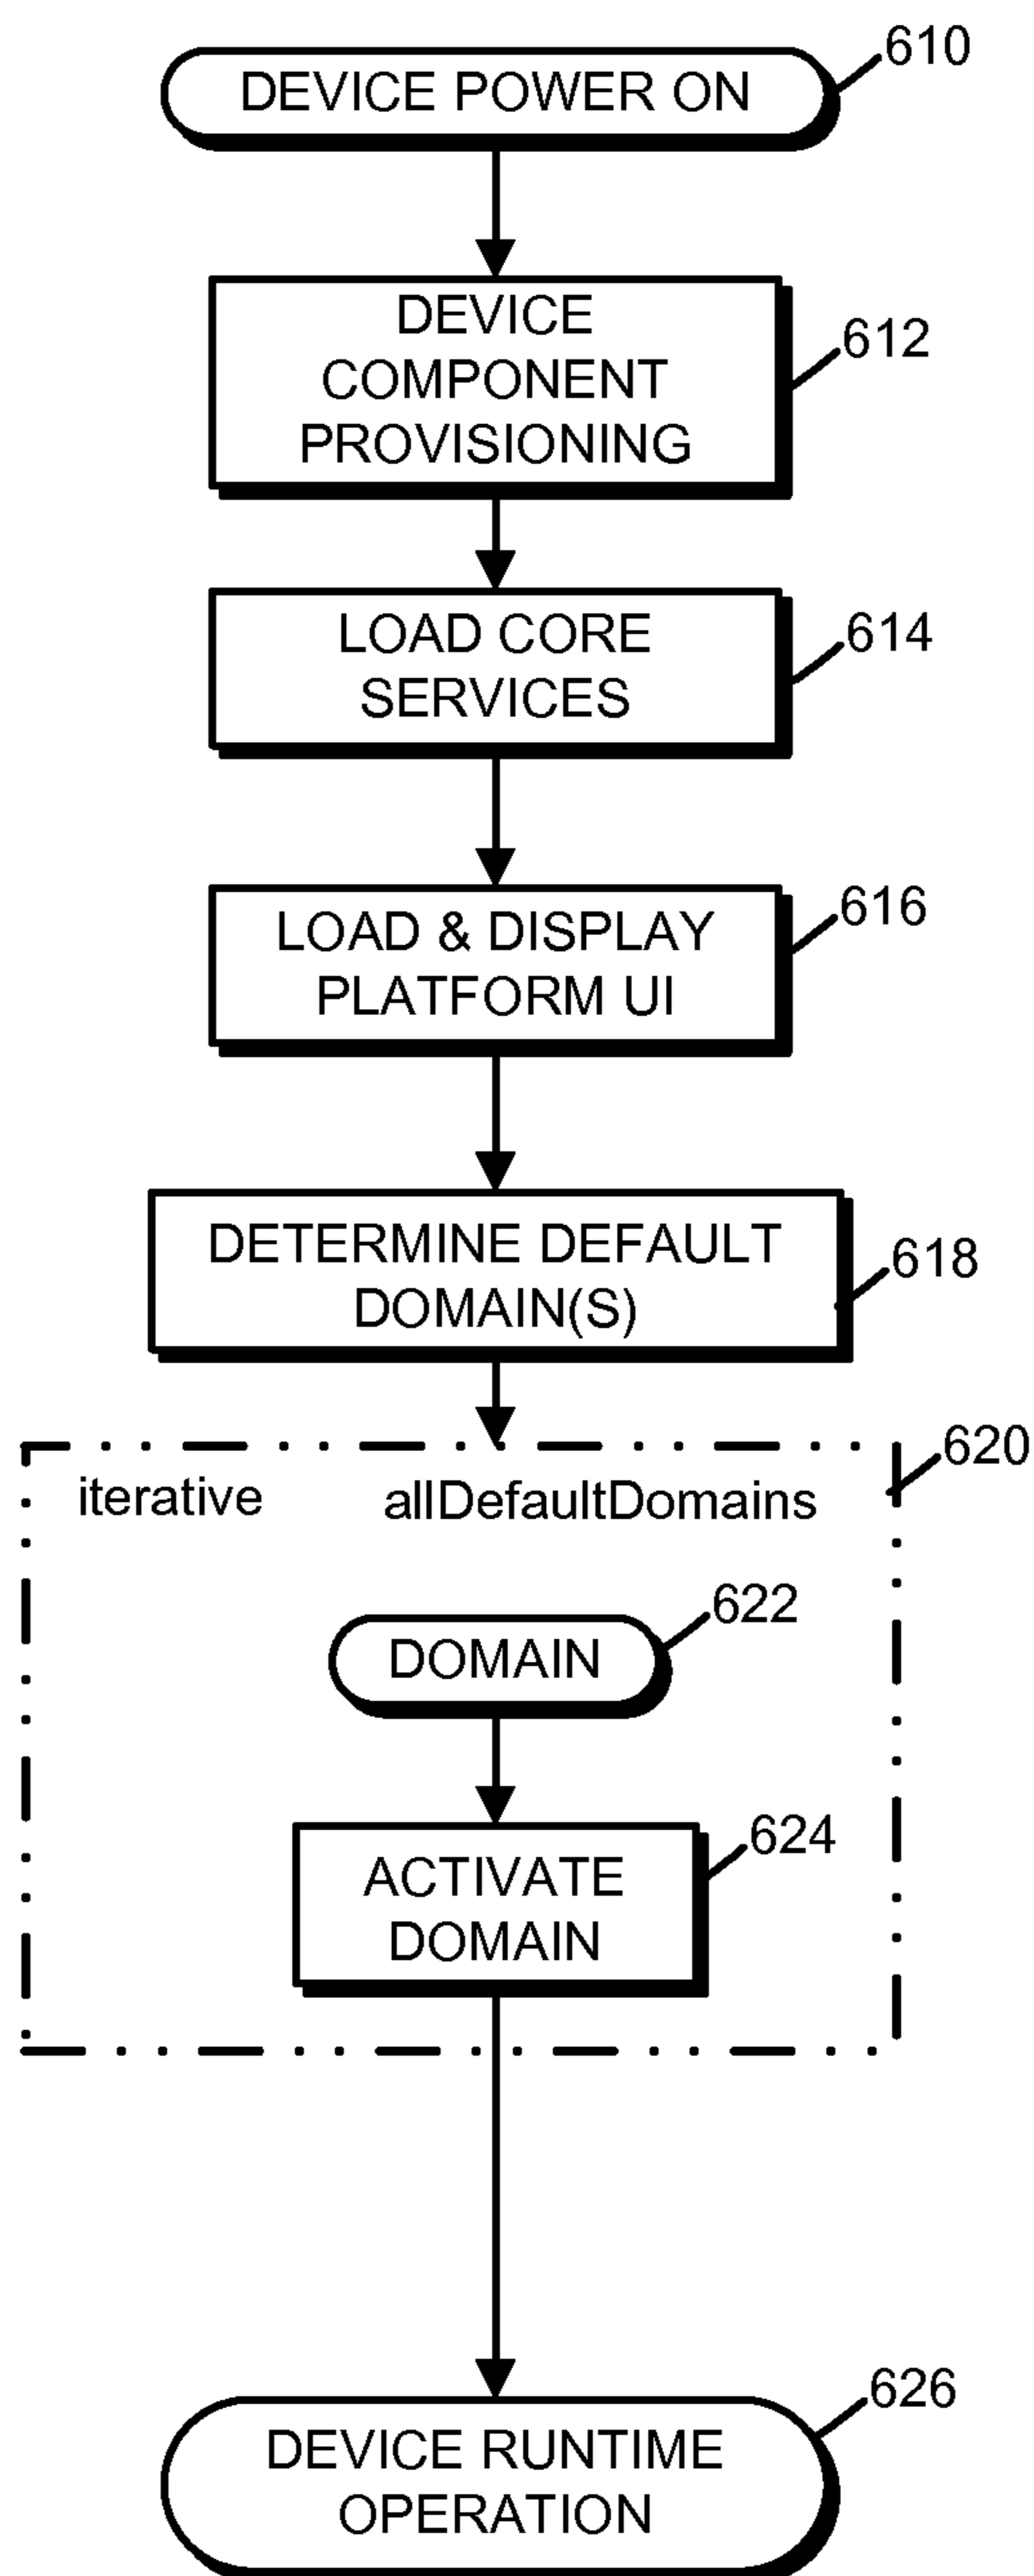 610
DEVICE POWER ON
DEVICE
COMPONENT
PROVISIONING
612
LOAD CORE
SERVICES
614
LOAD & DISPLAY
PLATFORM UI
616
DETERMINE DEFAULT
DOMAIN(S)
618
620
iterative allDefaultDomains
622
DOMAIN
624
ACTIVATE
DOMAIN
626
DEVICE RUNTIME
OPERATION